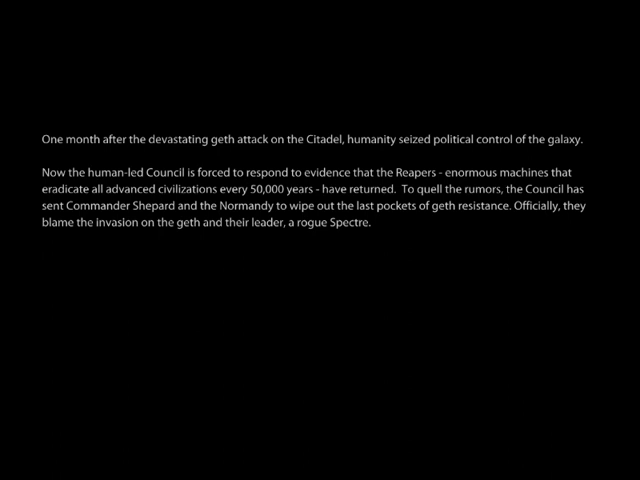 One month after the devastating geth attack on the Citadel, humanity seized political control of the galaxy.
Now the human-led Council is forced to respond to evidence that the Reapers - enormous machines that
eradicate all advanced civilizations every 50,000 years - have returned.  To quell the rumors, the Council has
sent Commander Shepard and the Normandy to wipe out the last pockets of geth resistance. Officially, they
blame the invasion on the geth and their leader, a rogue Spectre.